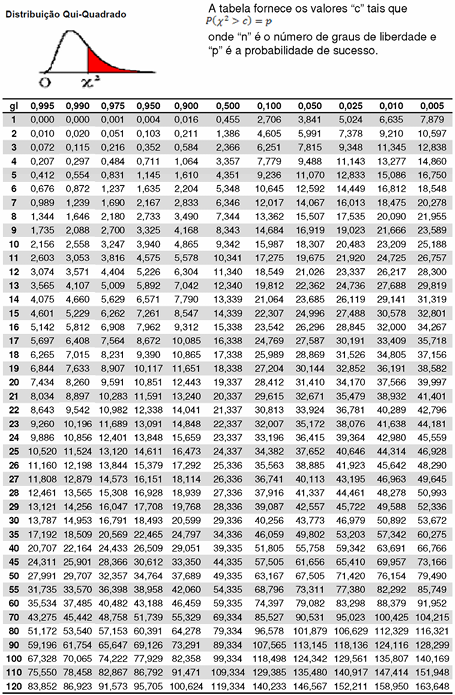 Distribuição Qui-Quadrado
A tabela fornece os valores “c” tais que
P(χ² > c) = p
onde “n” é o número de graus de liberdade e
“p” é a probabilidade de sucesso.
O χ²
gl 0,995 0,990 0,975 0,950 0,900 0,500 0,100 0,050 0,025 0,010 0,005
1 0,000 0,000 0,001 0,004 0,016 0,455 2,706 3,841 5,024 6,635 7,879
2 0,010 0,020 0,051 0,103 0,211 1,386 4,605 5,991 7,378 9,210 10,597
3 0,072 0,115 0,216 0,352 0,584 2,366 6,251 7,815 9,348 11,345 12,838
4 0,207 0,297 0,484 0,711 1,064 3,357 7,779 9,488 11,143 13,277 14,860
5 0,412 0,554 0,831 1,145 1,610 4,351 9,236 11,070 12,833 15,086 16,750
6 0,676 0,872 1,237 1,635 2,204 5,348 10,645 12,592 14,449 16,812 18,548
7 0,989 1,239 1,690 2,167 2,833 6,346 12,017 14,067 16,013 18,475 20,278
8 1,344 1,646 2,180 2,733 3,490 7,344 13,362 15,507 17,535 20,090 21,955
9 1,735 2,088 2,700 3,325 4,168 8,343 14,684 16,919 19,023 21,666 23,589
10 2,156 2,558 3,247 3,940 4,865 9,342 15,987 18,307 20,483 23,209 25,188
11 2,603 3,053 3,816 4,575 5,578 10,341 17,275 19,675 21,920 24,725 26,757
12 3,074 3,571 4,404 5,226 6,304 11,340 18,549 21,026 23,337 26,217 28,300
13 3,565 4,107 5,009 5,892 7,042 12,340 19,812 22,362 24,736 27,688 29,819
14 4,075 4,660 5,629 6,571 7,790 13,339 21,064 23,685 26,119 29,141 31,319
15 4,601 5,229 6,262 7,261 8,547 14,339 22,307 24,996 27,488 30,578 32,801
16 5,142 5,812 6,908 7,962 9,312 15,338 23,542 26,296 28,845 32,000 34,267
17 5,697 6,408 7,564 8,672 10,085 16,338 24,769 27,587 30,191 33,409 35,718
18 6,265 7,015 8,231 9,390 10,865 17,338 25,989 28,869 31,526 34,805 37,156
19 6,844 7,633 8,907 10,117 11,651 18,338 27,204 30,144 32,852 36,191 38,582
20 7,434 8,260 9,591 10,851 12,443 19,337 28,412 31,410 34,170 37,566 39,997
21 8,034 8,897 10,283 11,591 13,240 20,337 29,615 32,671 35,479 38,932 41,401
22 8,643 9,542 10,982 12,338 14,041 21,337 30,813 33,924 36,781 40,289 42,796
23 9,260 10,196 11,689 13,091 14,848 22,337 32,007 35,172 38,076 41,638 44,181
24 9,886 10,856 12,401 13,848 15,659 23,337 33,196 36,415 39,364 42,980 45,559
25 10,520 11,524 13,120 14,611 16,473 24,337 34,382 37,652 40,646 44,314 46,928
26 11,160 12,198 13,844 15,379 17,292 25,336 35,563 38,885 41,923 45,642 48,290
27 11,808 12,879 14,573 16,151 18,114 26,336 36,741 40,113 43,195 46,963 49,645
28 12,461 13,565 15,308 16,928 18,939 27,336 37,916 41,337 44,461 48,278 50,993
29 13,121 14,256 16,047 17,708 19,768 28,336 39,087 42,557 45,722 49,588 52,336
30 13,787 14,953 16,791 18,493 20,599 29,336 40,256 43,773 46,979 50,892 53,672
35 17,192 18,509 20,569 22,465 24,797 34,336 46,059 49,802 53,203 57,342 60,275
40 20,707 22,164 24,433 26,509 29,051 39,335 51,805 55,758 59,342 63,691 66,766
45 24,311 25,901 28,366 30,612 33,350 44,335 57,505 61,656 65,410 69,957 73,166
50 27,991 29,707 32,357 34,764 37,689 49,335 63,167 67,505 71,420 76,154 79,490
55 31,735 33,570 36,398 38,958 42,060 54,335 68,796 73,311 77,380 82,292 85,749
60 35,534 37,485 40,482 43,188 46,459 59,335 74,397 79,082 83,298 88,379 91,952
70 43,275 45,442 48,758 51,739 55,329 69,334 85,527 90,531 95,023 100,425 104,215
80 51,172 53,540 57,153 60,391 64,278 79,334 96,578 101,879 106,629 112,329 116,321
90 59,196 61,754 65,647 69,126 73,291 89,334 107,565 113,145 118,136 124,116 128,299
100 67,328 70,065 74,222 77,929 82,358 99,334 118,498 124,342 129,561 135,807 140,169
110 75,550 78,458 82,867 86,792 91,471 109,334 129,385 135,480 140,917 147,414 151,948
120 83,852 86,923 91,573 95,705 100,624 119,334 140,233 146,567 152,211 158,950 163,648